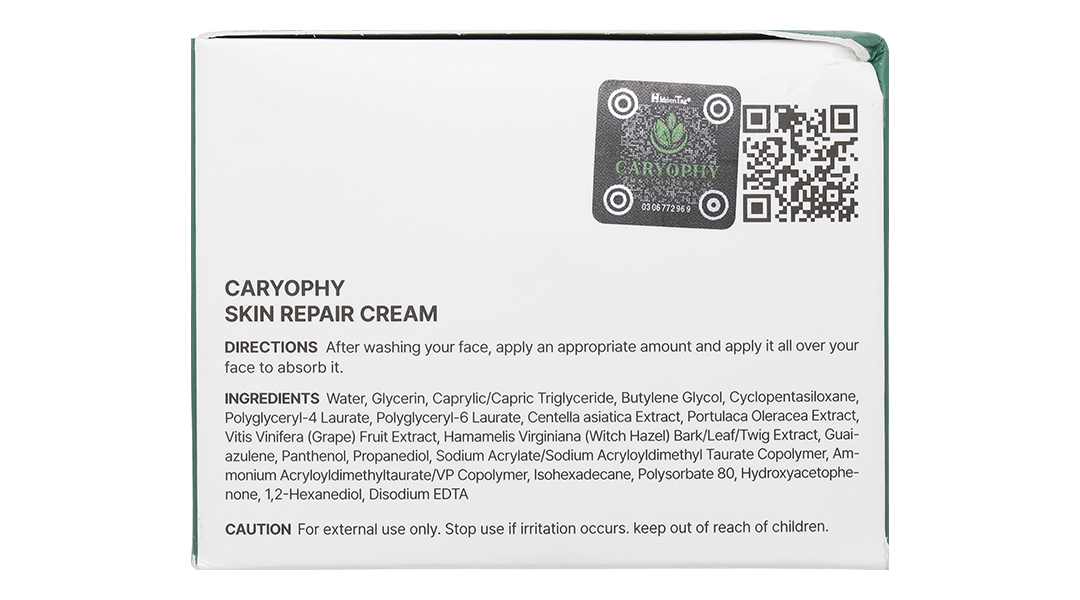 HiddenTag®
CARYOPHY
0306772969
CARYOPHY
SKIN REPAIR CREAM
DIRECTIONS After washing your face, apply an appropriate amount and apply it all over your
face to absorb it.
INGREDIENTS Water, Glycerin, Caprylic/Capric Triglyceride, Butylene Glycol, Cyclopentasiloxane,
Polyglyceryl-4 Laurate, Polyglyceryl-6 Laurate, Centella asiatica Extract, Portulaca Oleracea Extract,
Vitis Vinifera (Grape) Fruit Extract, Hamamelis Virginiana (Witch Hazel) Bark/Leaf/Twig Extract, Guai-
azulene, Panthenol, Propanediol, Sodium Acrylate/Sodium Acryloyldimethyl Taurate Copolymer, Am-
monium Acryloyldimethyltaurate/VP Copolymer, Isohexadecane, Polysorbate 80, Hydroxyacetophe-
none, 1,2-Hexanediol, Disodium EDTA
CAUTION For external use only. Stop use if irritation occurs. keep out of reach of children.